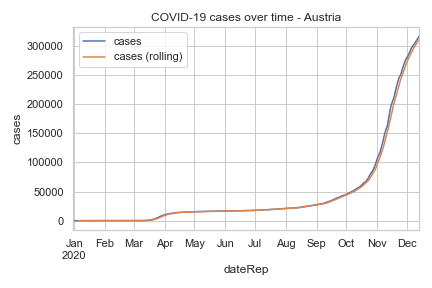 COVID-19 cases over time - Austria
cases
cases (rolling)
cases
300000
250000
200000
150000
100000
50000
0
Jan Feb Mar Apr May Jun Jul Aug Sep Oct Nov Dec
2020
dateRep